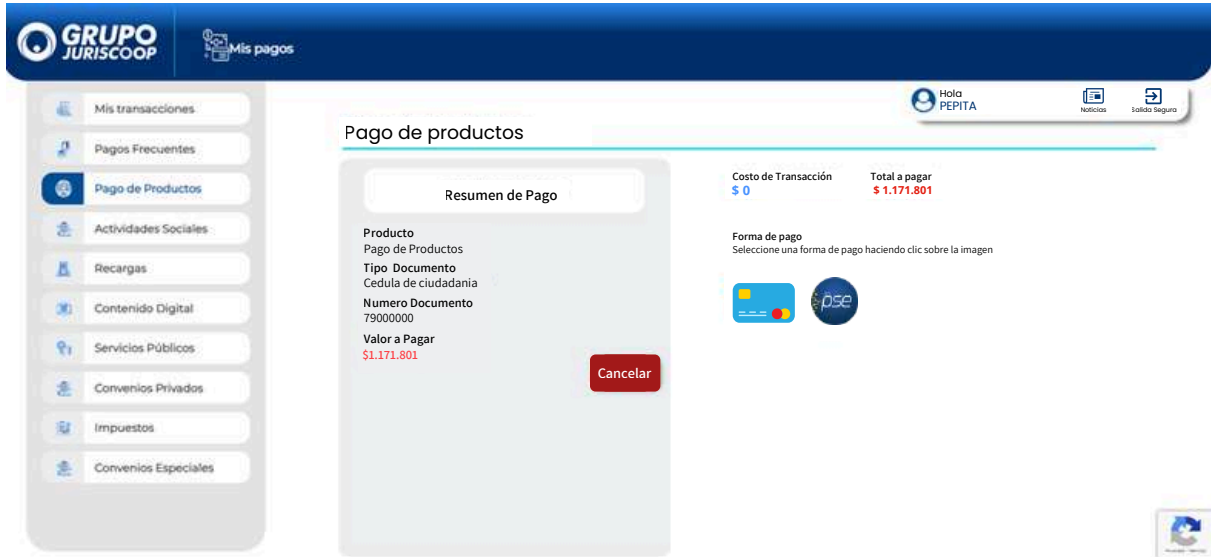 GRUPO
JURISCOOP
Mis pagos
Hola
PEPITA
Noticias
Salida Segura
Mis transacciones
Pagos Frecuentes
Pago de Productos
Actividades Sociales
Recargas
Contenido Digital
Servicios Públicos
Convenios Privados
Impuestos
Convenios Especiales
Pago de productos
Resumen de Pago
Producto
Pago de Productos
Tipo Documento
Cedula de ciudadania
Numero Documento
79000000
Valor a Pagar
$1.171.801
Cancelar
Costo de Transacción
$ 0
Total a pagar
$ 1.171.801
Forma de pago
Seleccione una forma de pago haciendo clic sobre la imagen
pse